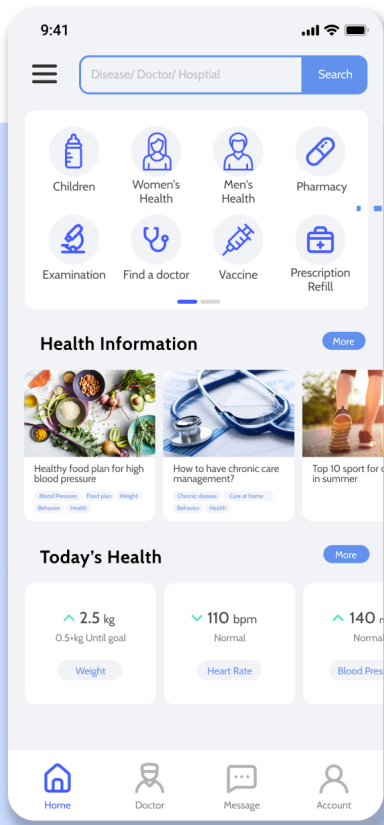 9:41
Disease/ Doctor/ Hosptial
Search
Children
Women's
Health
Men's
Health
Pharmacy
Examination
Find a doctor
Vaccine
Prescription
Refill
Health Information
More
Healthy food plan for high
blood pressure
Blood Pressure Food plan Weight
Behavior Health
How to have chronic care
management?
Chronic disease Care at home
Behavior Health
Top 10 sport for
in summer
Today's Health
More
2.5 kg
0.5+kg Until goal
Weight
110 bpm
Normal
Heart Rate
140
Norma
Blood Pres
Home
Doctor
Message
Account